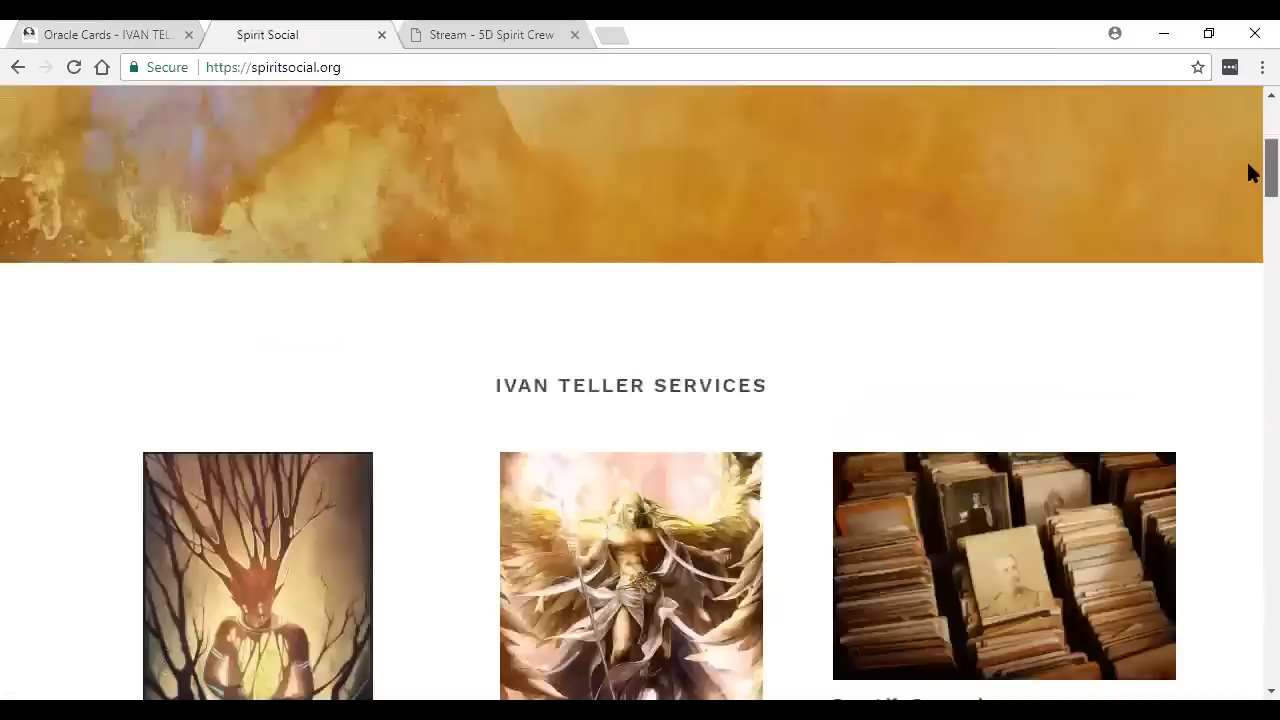 Oracle Cards - IVAN TEL
Spirit Social
Stream - 5D Spirit Crew
Secure
https://spiritsocial.org
IVAN TELLER SERVICES